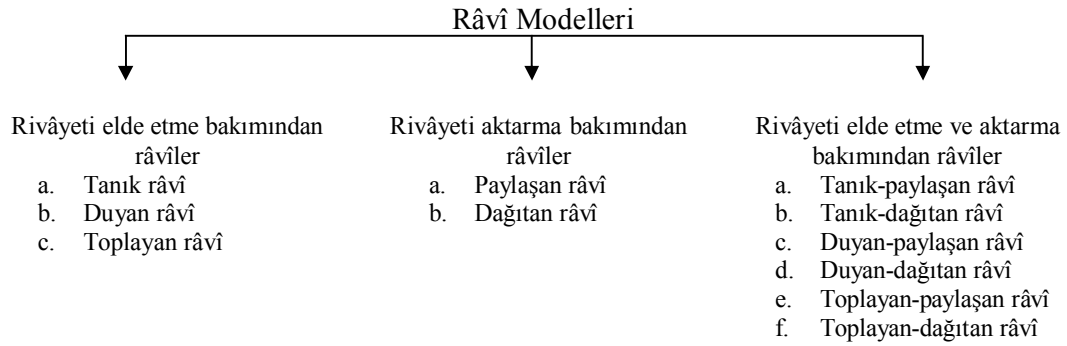 Râvî Modelleri
Rivâyeti elde etme bakımından
râvîler
a. Tanık râvî
b. Duyan râvî
c. Toplayan râvî
Rivâyeti aktarma bakımından
râvîler
a. Paylaşan râvî
b. Dağıtan râvî
Rivâyeti elde etme ve aktarma
bakımından râvîler
a. Tanık-paylaşan râvî
b. Tanık-dağıtan râvî
c. Duyan-paylaşan râvî
d. Duyan-dağıtan râvî
e. Toplayan-paylaşan râvî
f. Toplayan-dağıtan râvî